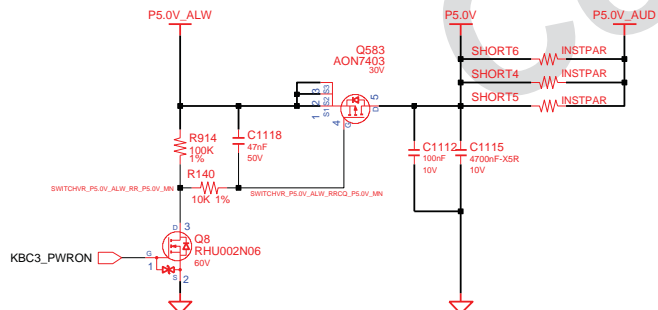 P5.0V_ALW
P5.0V
P5.0V_AUD
Q583
AON7403
30V
SHORT6
INSTPAR
SHORT4
INSTPAR
SHORT5
INSTPAR
3
2
1
S3
S2
S1
4
G
D
5
R914
100K
1%
C1118
47nF
50V
C1112
100nF
10V
C1115
4700nF-X5R
10V
R140
10K 1%
SWITCHVR_P5.0V_ALW_RR_P5.0V_MN
SWITCHVR_P5.0V_ALW_RRCQ_P5.0V_MN
D
3
Q8
RHU002N06
60V
KBC3_PWRON
G
1
S
2